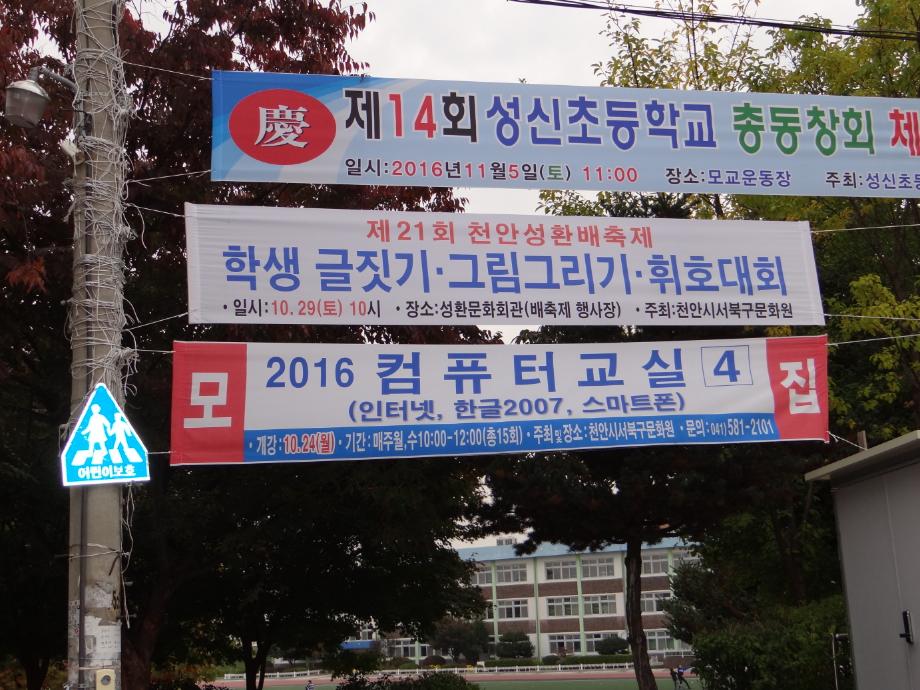 慶 제14회 성신초등학교 총동창회 체
일시:2016년11월5일(토) 11:00 장소:모교운동장 주최:성신초등
제21회 천안성환배축제
학생 글짓기·그림그리기·휘호대회
•일시:10.29(토) 10시 •장소:성환문화회관(배축제 행사장) •주최:천안시서북구문화원
모집
2016 컴퓨터교실 4
(인터넷, 한글2007, 스마트폰)
•개강:10.24(월) •기간:매주월,수10:00-12:00(총15회) •주최및장소:천안시서북구문화원 •문의:041)581-2101
어린이보호